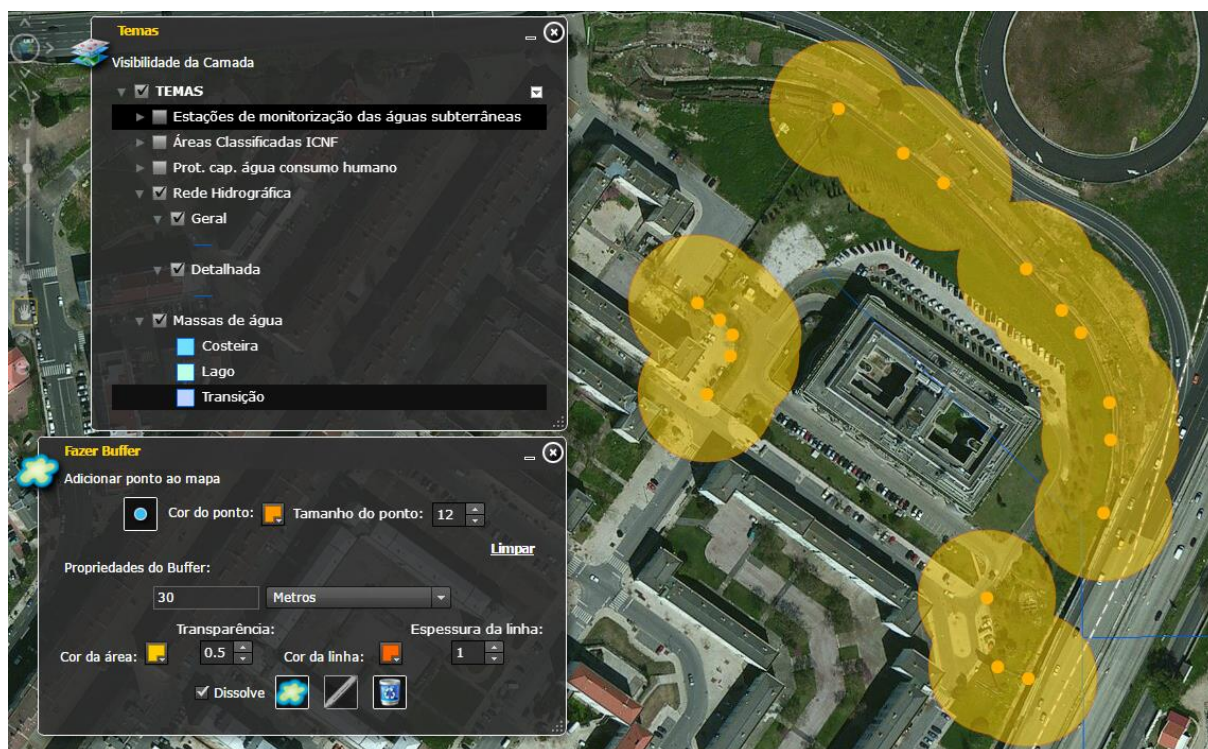 Temas
Visibilidade da Camada
TEMAS
Estações de monitorização das águas subterrâneas
Áreas Classificadas ICNF
Prot. cap. água consumo humano
Rede Hidrográfica
Geral
Detalhada
Massas de água
Costeira
Lago
Transição
Fazer Buffer
Adicionar ponto ao mapa
Cor do ponto: Tamanho do ponto: 12
Limpar
Propriedades do Buffer:
30 Metros
Transparência: Espessura da linha:
Cor da área: 0.5 Cor da linha: 1
Dissolve